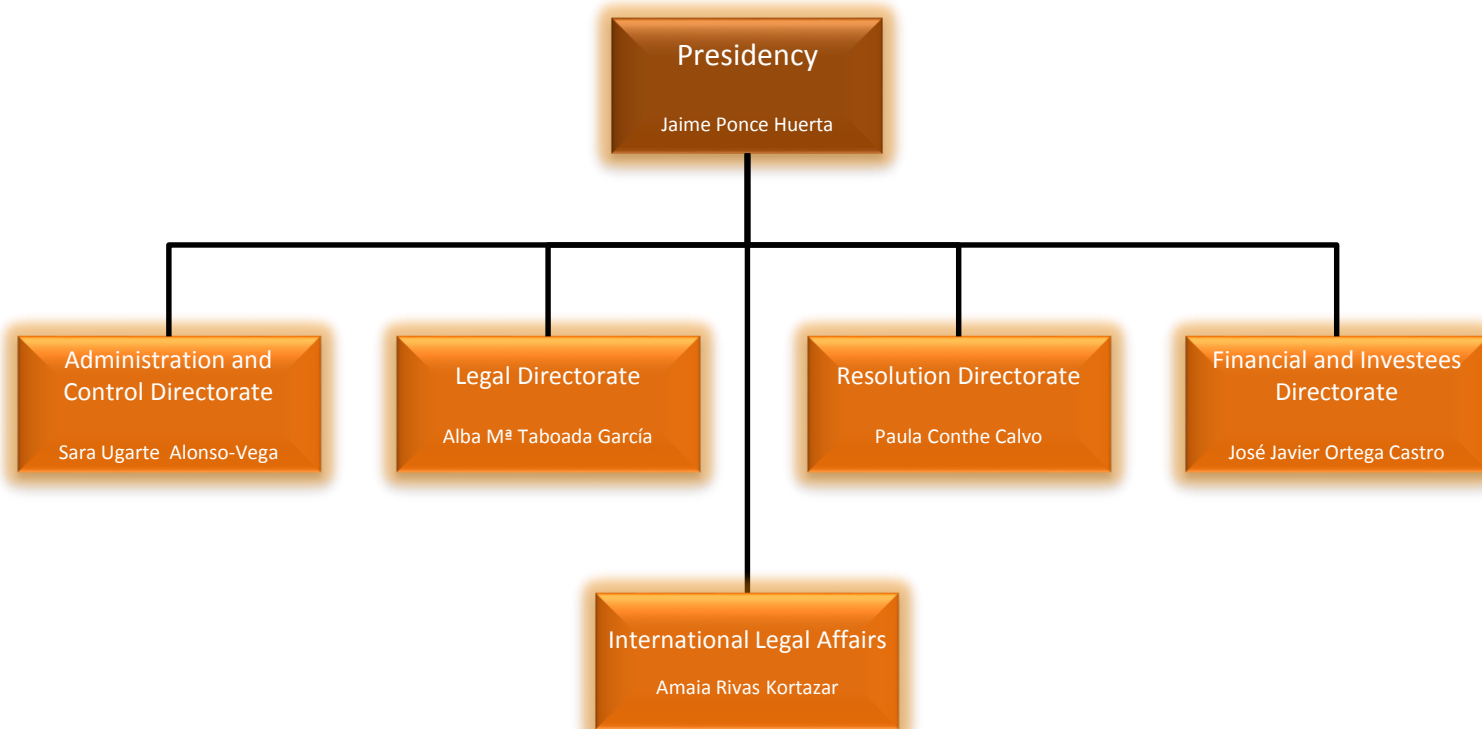 Presidency
Jaime Ponce Huerta
Administration and
Control Directorate
Sara Ugarte Alonso-Vega
Legal Directorate
Alba Mª Taboada García
Resolution Directorate
Paula Conthe Calvo
Financial and Investees
Directorate
José Javier Ortega Castro
International Legal Affairs
Amaia Rivas Kortazar